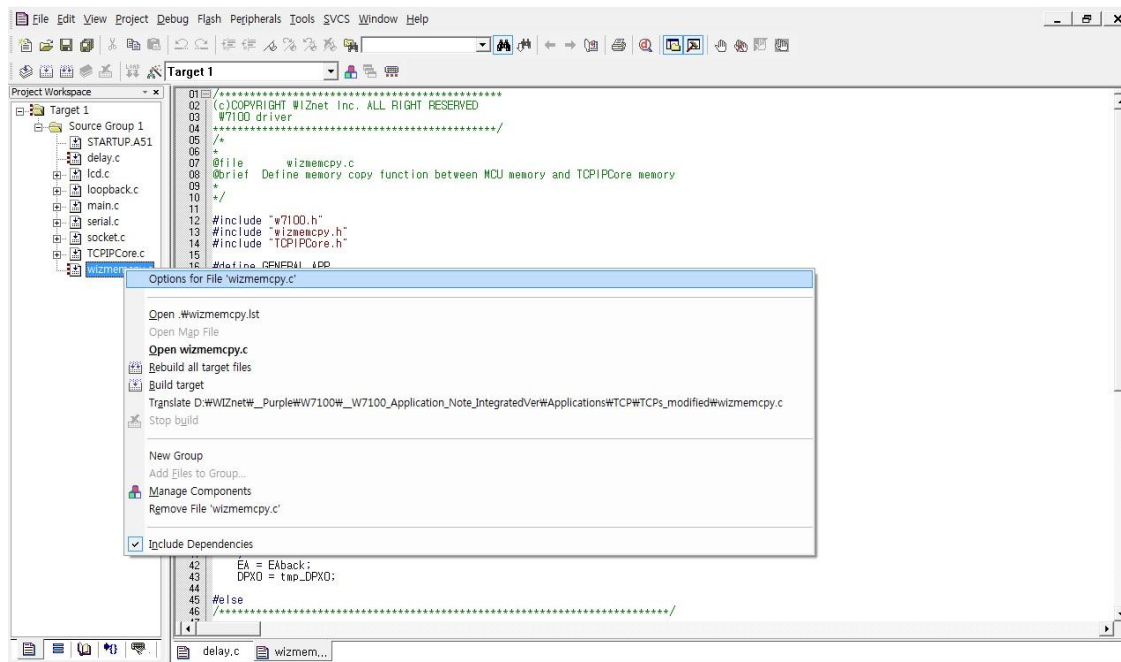 File Edit View Project Debug Flash Peripherals Tools SVCS Window Help
Target 1
Project Workspace
Target 1
Source Group 1
STARTUP.A51
delay.c
lcd.c
loopback.c
main.c
serial.c
socket.c
TCPIPCore.c
01 /**********************************************
02 (c)COPYRIGHT WIZnet Inc. ALL RIGHT RESERVED
03 W7100 driver
04 **********************************************/
05 /*
06 *
07 @file wizmemcpy.c
08 @brief Define memory copy function between MCU memory and TCPIPCore memory
09 *
10 */
11
12 #include "w7100.h"
13 #include "wizmemcpy.h"
14 #include "TCPIPCore.h"
15
16 #define GENERAL_APP
Options for File 'wizmemcpy.c'
Open .₩wizmemcpy.lst
Open Map File
Open wizmemcpy.c
Rebuild all target files
Build target
Translate D:₩WIZnet₩__Purple₩W7100₩__W7100_Application_Note_IntegratedVer₩Applications₩TCP₩TCPs_modified₩wizmemcpy.c
Stop build
New Group
Add Files to Group...
Manage Components
Remove File 'wizmemcpy.c'
Include Dependencies
42 EA = EAback;
43 DPX0 = tmp_DPX0;
44
45 #else
46 /**************************************************************************/
delay.c wizmem...